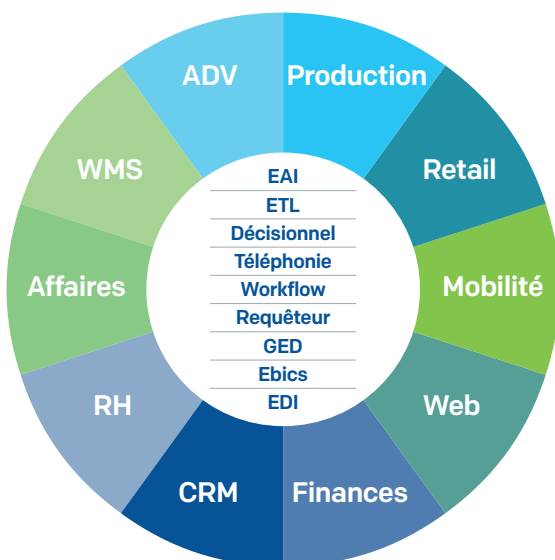 ADV
Production
WMS
Retail
Affaires
Mobilité
RH
Web
CRM
Finances
EAI
ETL
Décisionnel
Téléphonie
Workflow
Requêteur
GED
Ebics
EDI